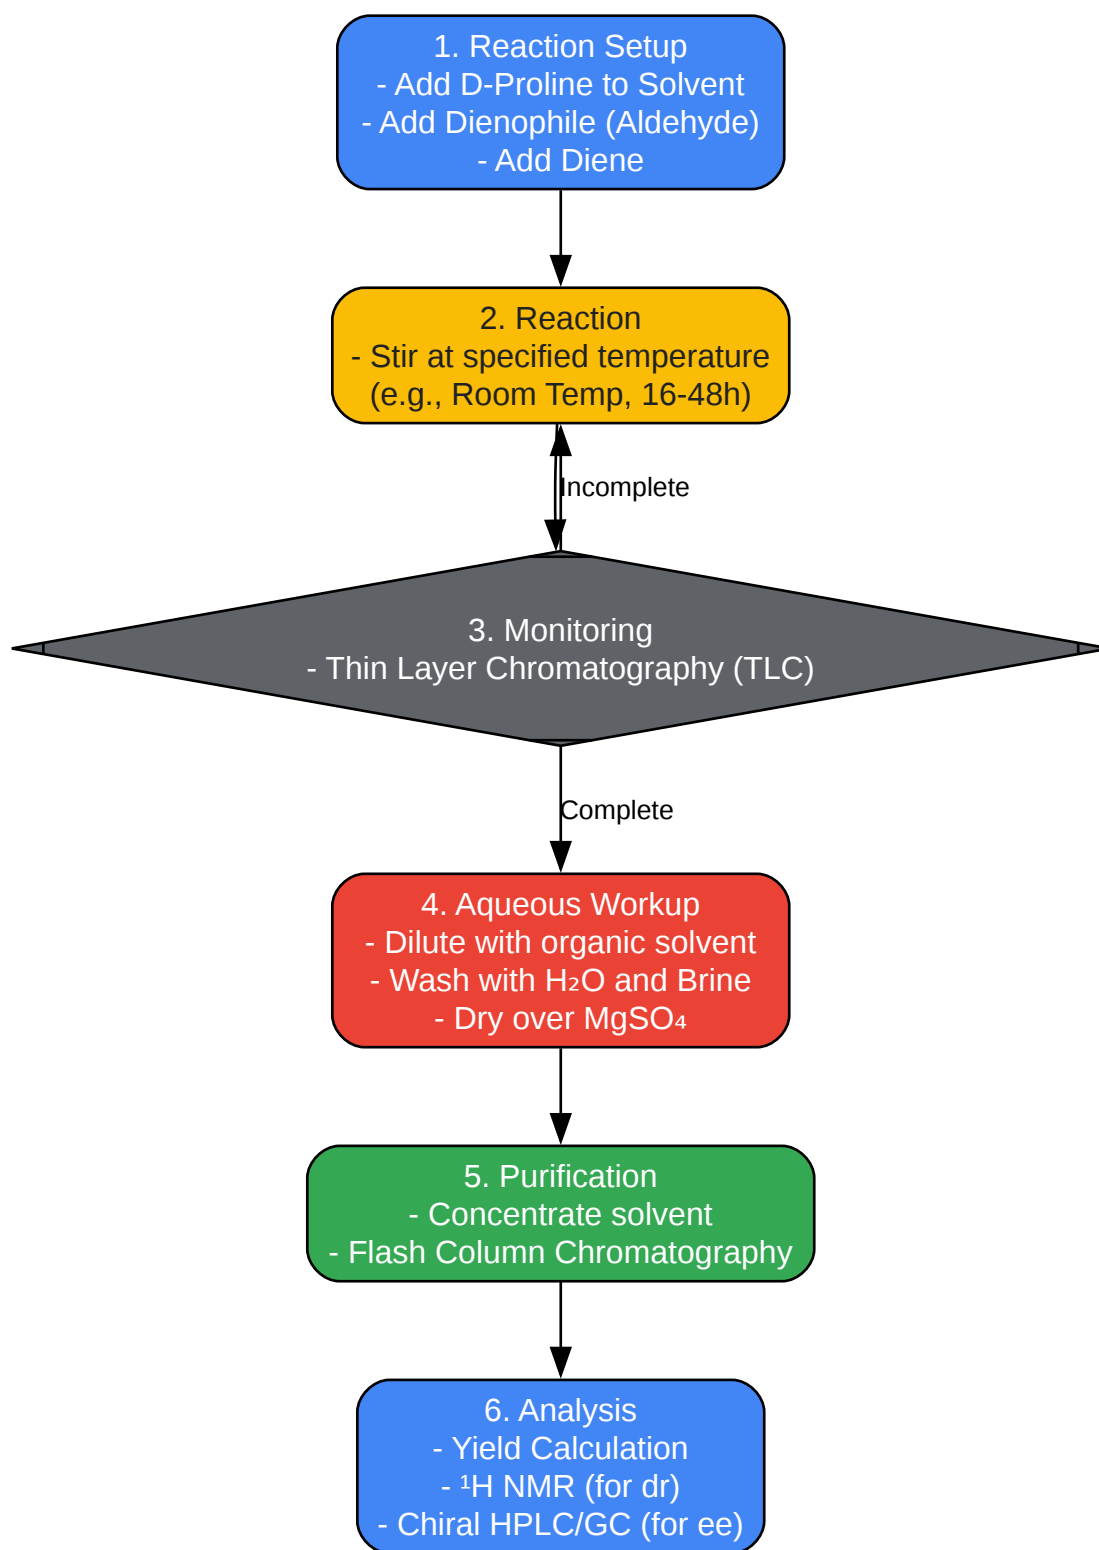 1. Reaction Setup
- Add D-Proline to Solvent
- Add Dienophile (Aldehyde)
- Add Diene
2. Reaction
- Stir at specified temperature
(e.g., Room Temp, 16-48h)
Incomplete
3. Monitoring
- Thin Layer Chromatography (TLC)
Complete
4. Aqueous Workup
- Dilute with organic solvent
- Wash with H₂O and Brine
- Dry over MgSO₄
5. Purification
- Concentrate solvent
- Flash Column Chromatography
6. Analysis
- Yield Calculation
- ¹H NMR (for dr)
- Chiral HPLC/GC (for ee)